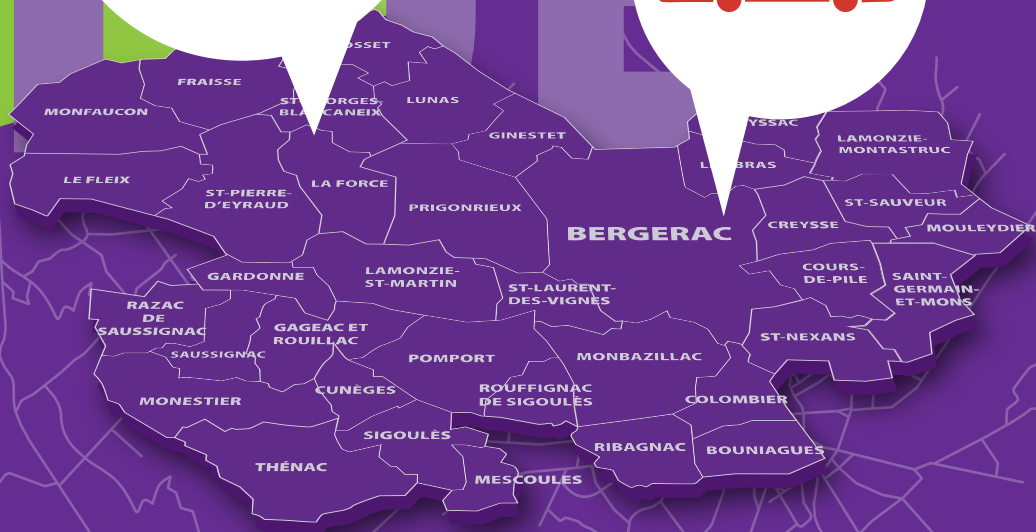 FRAISSE
MONFAUCON
LUNAS
GINESTET
LAMONZIE-
MONTASTRUC
LE FLEIX
ST-PIERRE-
D'EYRAUD
LA FORCE
PRIGONRIEUX
BERGERAC
CREYSSE
ST-SAUVEUR
MOULEYDIER
GARDONNE
LAMONZIE-
ST-MARTIN
ST-LAURENT-
DES-VIGNES
COURS-
DE-PILE
SAINT-
GERMAIN-
ET-MONS
RAZAC
DE
SAUSSIGNAC
SAUSSIGNAC
GAGEAC ET
ROUILLAC
POMPORT
MONBAZILLAC
ST-NEXANS
MONESTIER
CUNÈGES
ROUFFIGNAC
DE SIGOULÈS
COLOMBIER
SIGOULÈS
RIBAGNAC
BOUNIAGUES
THÉNAC
MESCOULES